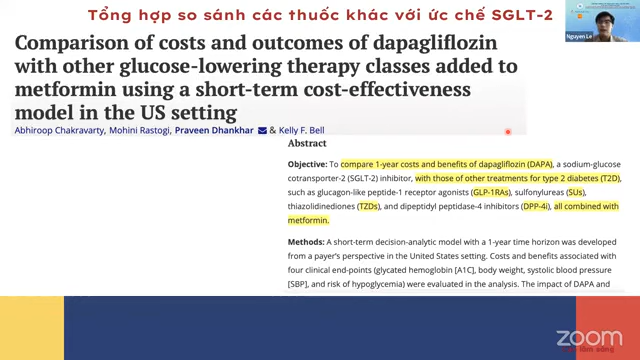 Tổng hợp so sánh các thuốc khác với ức chế SGLT-2
Nguyen Le
Comparison of costs and outcomes of dapagliflozin
with other glucose-lowering therapy classes added to
metformin using a short-term cost-effectiveness
model in the US setting
Abhiroop Chakravarty, Mohini Rastogi, Praveen Dhankhar & Kelly F. Bell
Abstract
Objective: To compare 1-year costs and benefits of dapagliflozin (DAPA), a sodium-glucose
cotransporter-2 (SGLT-2) inhibitor, with those of other treatments for type 2 diabetes (T2D),
such as glucagon-like peptide-1 receptor agonists (GLP-1RAs), sulfonylureas (SUs),
thiazolidinediones (TZDs), and dipeptidyl peptidase-4 inhibitors (DPP-4i), all combined with
metformin.
Methods: A short-term decision-analytic model with a 1-year time horizon was developed
from a payer's perspective in the United States setting. Costs and benefits associated with
four clinical end-points (glycated hemoglobin [A1C], body weight, systolic blood pressure
[SBP], and risk of hypoglycemia) were evaluated in the analysis. The impact of DAPA and
zoom
lâm sàng